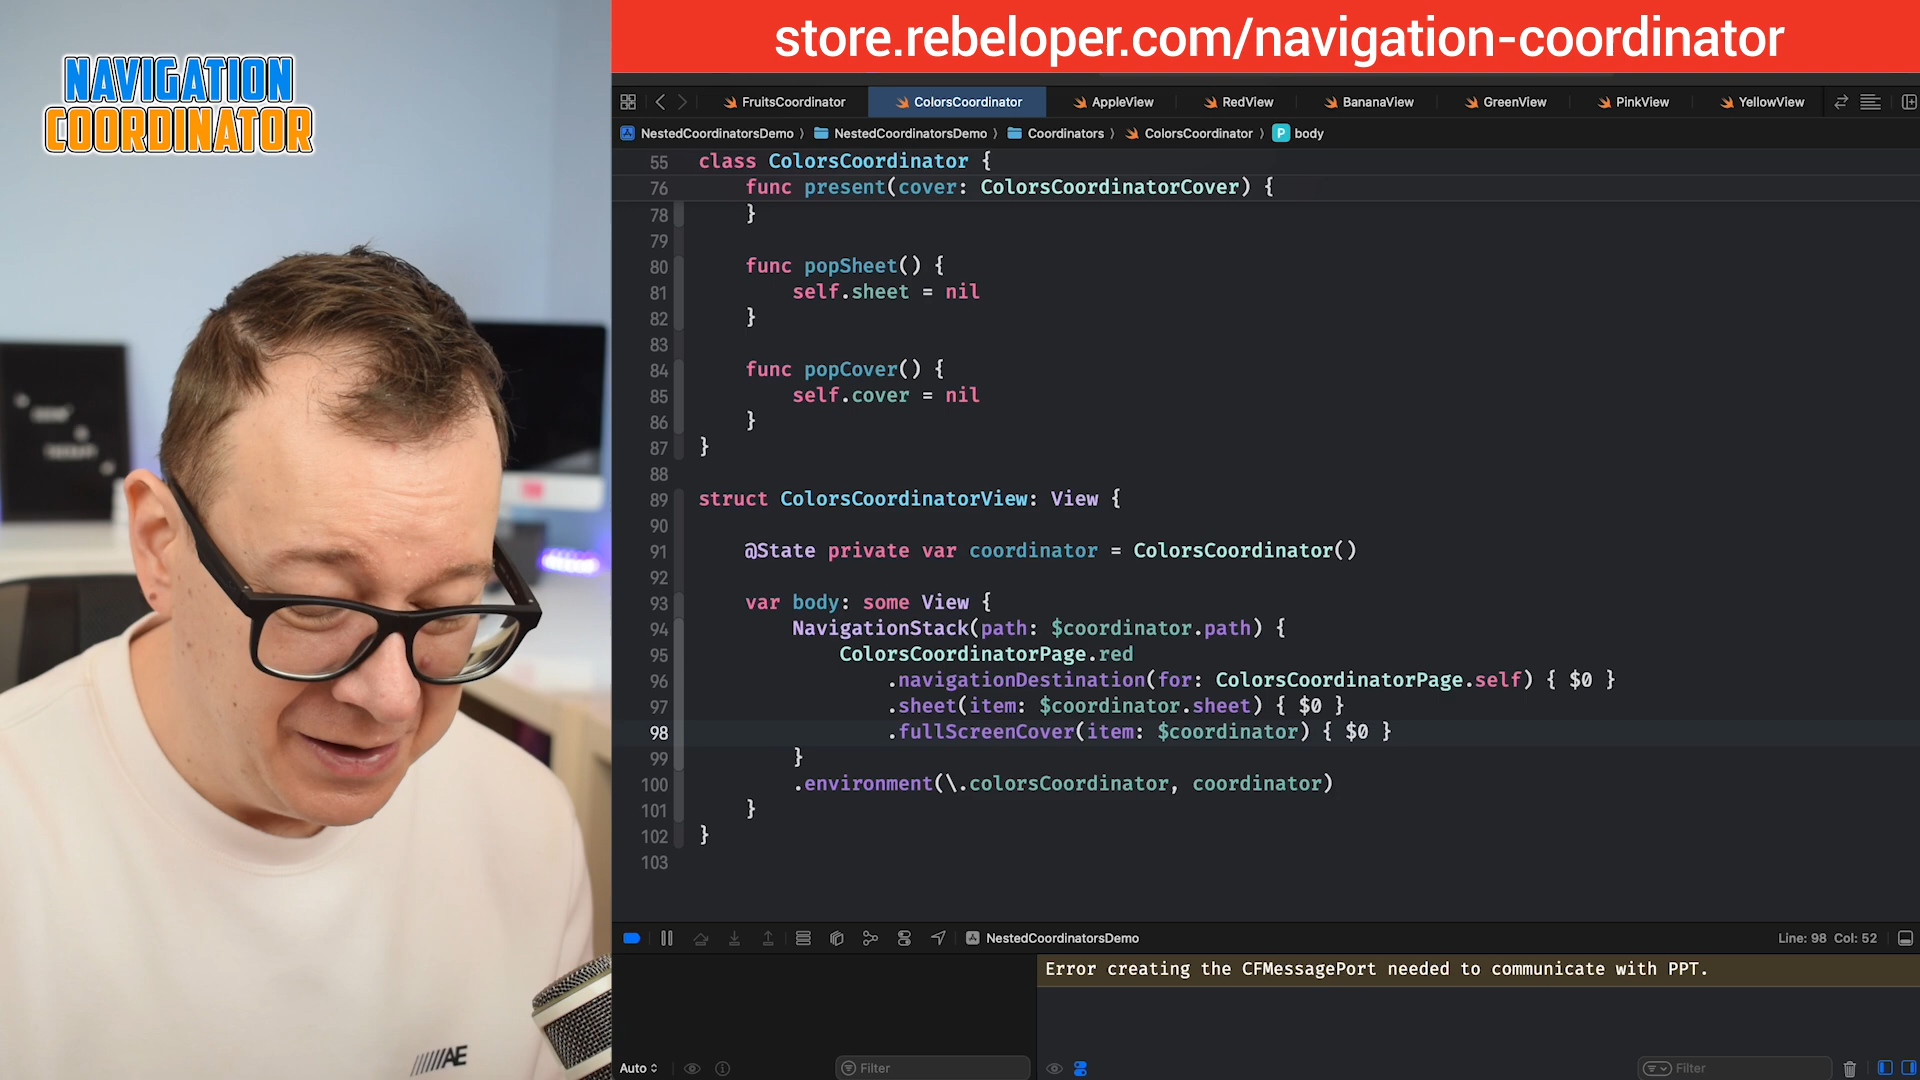 store.rebeloper.com/navigation-coordinator
NAVIGATION
COORDINATOR
FruitsCoordinator
ColorsCoordinator
AppleView
RedView
BananaView
GreenView
PinkView
YellowView
NestedCoordinatorsDemo 〉 NestedCoordinatorsDemo 〉 Coordinators 〉 ColorsCoordinator 〉 P body
55 class ColorsCoordinator {
76 func present(cover: ColorsCoordinatorCover) {
78 }
79
80 func popSheet() {
81 self.sheet = nil
82 }
83
84 func popCover() {
85 self.cover = nil
86 }
87 }
88
89 struct ColorsCoordinatorView: View {
90
91 @State private var coordinator = ColorsCoordinator()
92
93 var body: some View {
94 NavigationStack(path: $coordinator.path) {
95 ColorsCoordinatorPage.red
96 .navigationDestination(for: ColorsCoordinatorPage.self) { $0 }
97 .sheet(item: $coordinator.sheet) { $0 }
98 .fullScreenCover(item: $coordinator) { $0 }
99 }
100 .environment(\.colorsCoordinator, coordinator)
101 }
102 }
103
NestedCoordinatorsDemo
Line: 98 Col: 52
Error creating the CFMessagePort needed to communicate with PPT.
Auto
Filter
Filter
AE